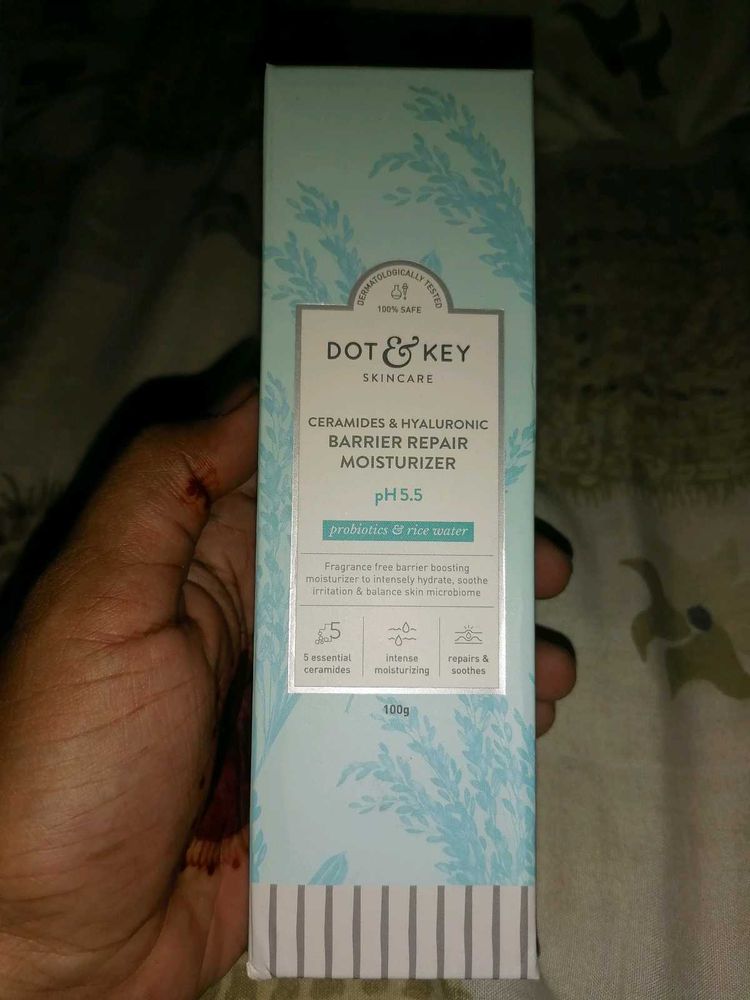 DERMATOLOGICALLY TESTED
100% SAFE
DOT & KEY
SKINCARE
CERAMIDES & HYALURONIC
BARRIER REPAIR
MOISTURIZER
pH 5.5
probiotics & rice water
Fragrance free barrier boosting
moisturizer to intensely hydrate, soothe
irritation & balance skin microbiome
5
5 essential
ceramides
intense
moisturizing
repairs &
soothes
100g